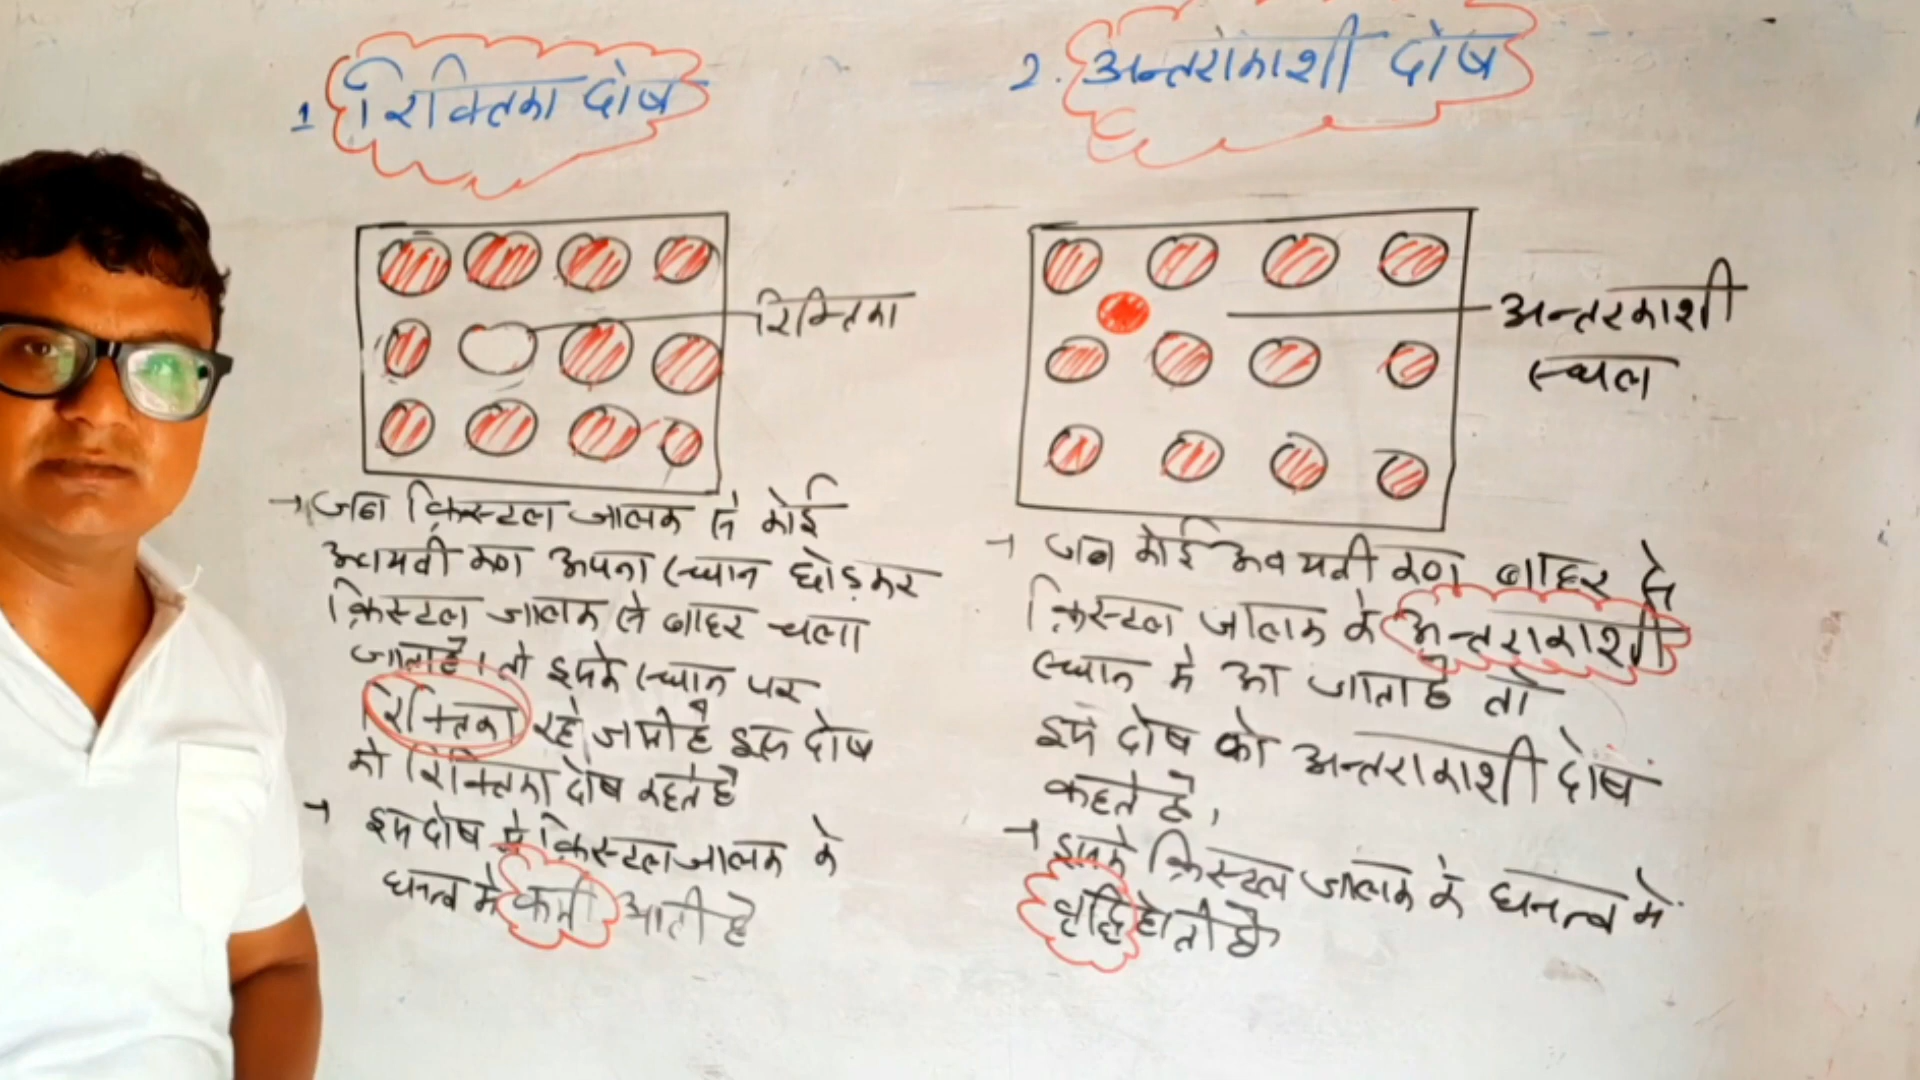 1 रिक्तिका दोष
रिक्तिका
→ जब क्रिस्टल जालक से कोई
अवयवी कण अपना स्थान छोड़कर
क्रिस्टल जालक से बाहर चला
जाता है। तो इसके स्थान पर
रिक्तिका रह जाती है इस दोष
को रिक्तिका दोष कहते है
→ इस दोष से क्रिस्टल जालक के
घनत्व मे कमी आती है
2. अन्तराकाशी दोष
अन्तरकाशी
स्थल
→ जब कोई अवयवी कण बाहर से
क्रिस्टल जालक के अन्तराकाशी
स्थान मे आ जाता है तो
इस दोष को अन्तराकाशी दोष
कहते है,
→ इसमे क्रिस्टल जालक के घनत्व मे
वृद्धि होती है